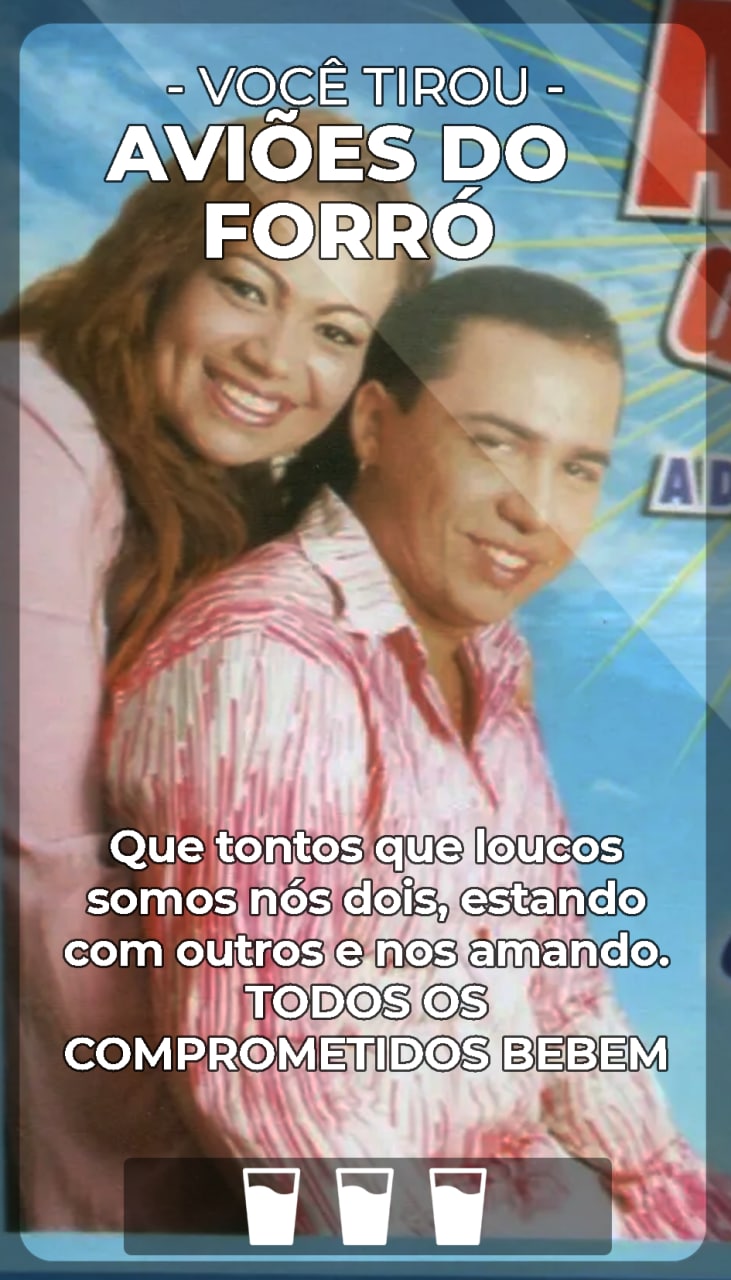 - VOCÊ TIROU -
AVIÕES DO
FORRÓ
A
AD
Que tontos que loucos
somos nós dois, estando
com outros e nos amando.
TODOS OS
COMPROMETIDOS BEBEM